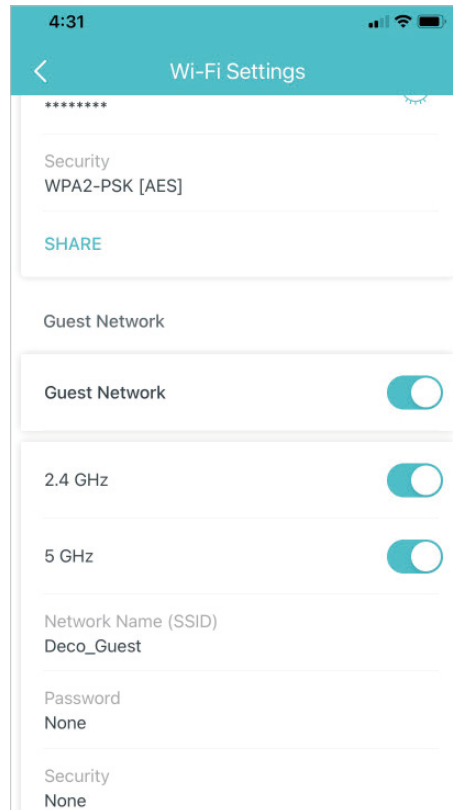 4:31
Wi-Fi Settings
********
Security
WPA2-PSK [AES]
SHARE
Guest Network
Guest Network
2.4 GHz
5 GHz
Network Name (SSID)
Deco_Guest
Password
None
Security
None